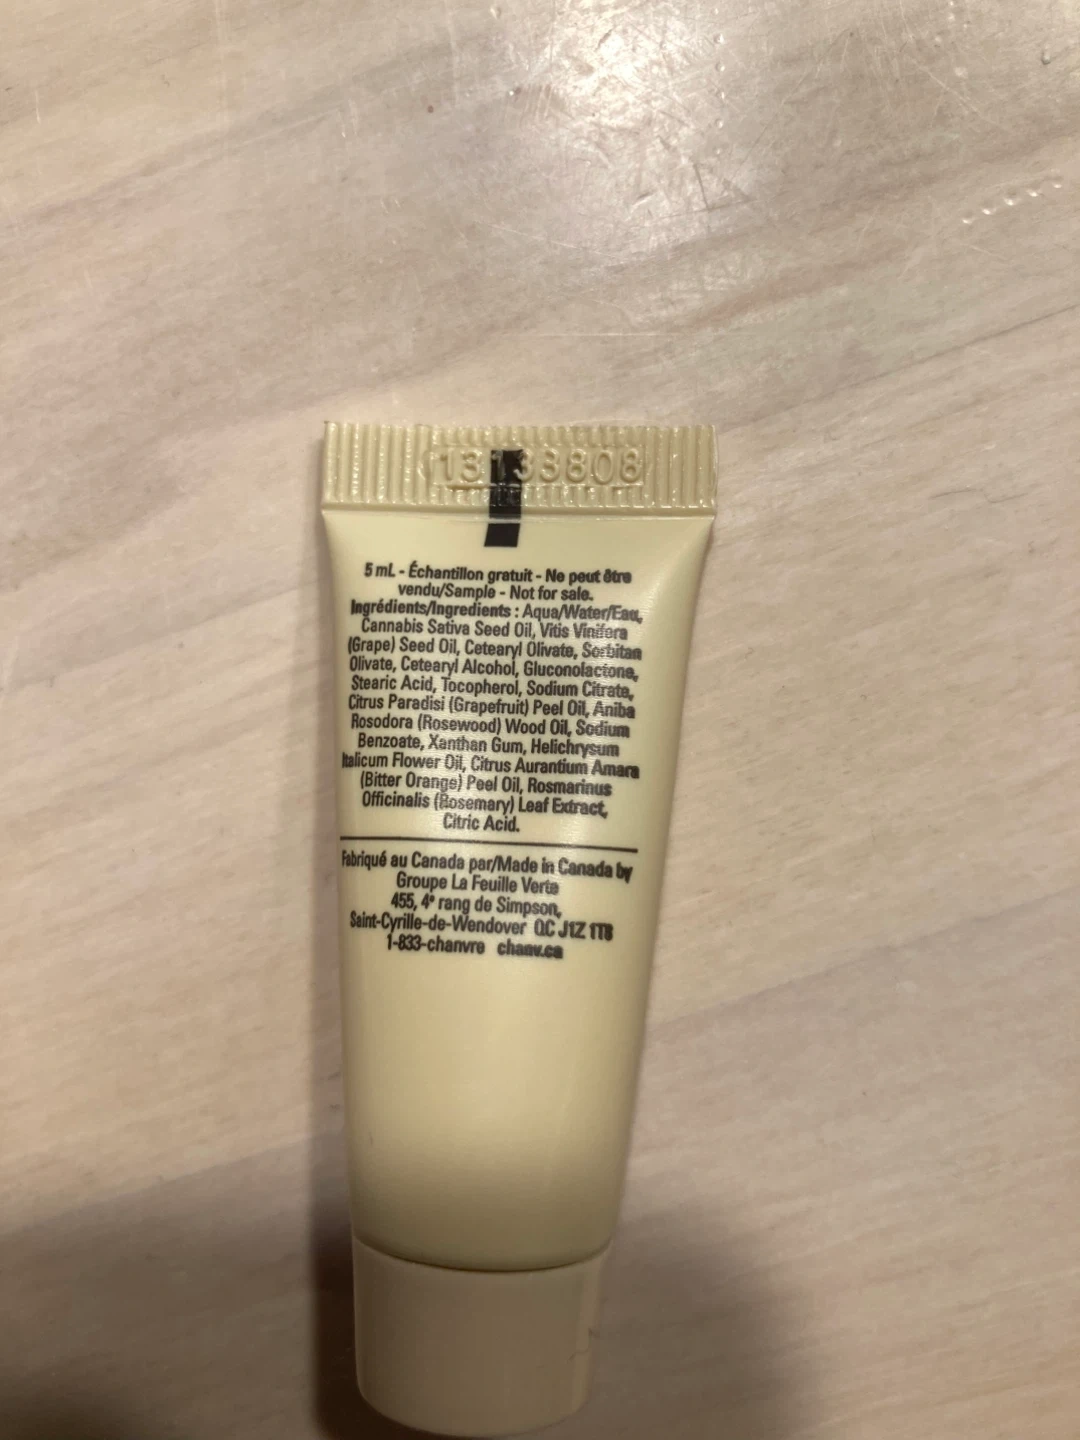 13133808
5 mL - Échantillon gratuit - Ne peut être
vendu/Sample - Not for sale.
Ingrédients/Ingredients : Aqua/Water/Eau,
Cannabis Sativa Seed Oil, Vitis Vinifera
(Grape) Seed Oil, Cetearyl Olivate, Sorbitan
Olivate, Cetearyl Alcohol, Gluconolactone,
Stearic Acid, Tocopherol, Sodium Citrate,
Citrus Paradisi (Grapefruit) Peel Oil, Aniba
Rosodora (Rosewood) Wood Oil, Sodium
Benzoate, Xanthan Gum, Helichrysum
Italicum Flower Oil, Citrus Aurantium Amara
(Bitter Orange) Peel Oil, Rosmarinus
Officinalis (Rosemary) Leaf Extract,
Citric Acid.
Fabriqué au Canada par/Made in Canada by
Groupe La Feuille Verte
455, 4e rang de Simpson,
Saint-Cyrille-de-Wendover QC J1Z 1T8
1-833-chanvre chanv.ca